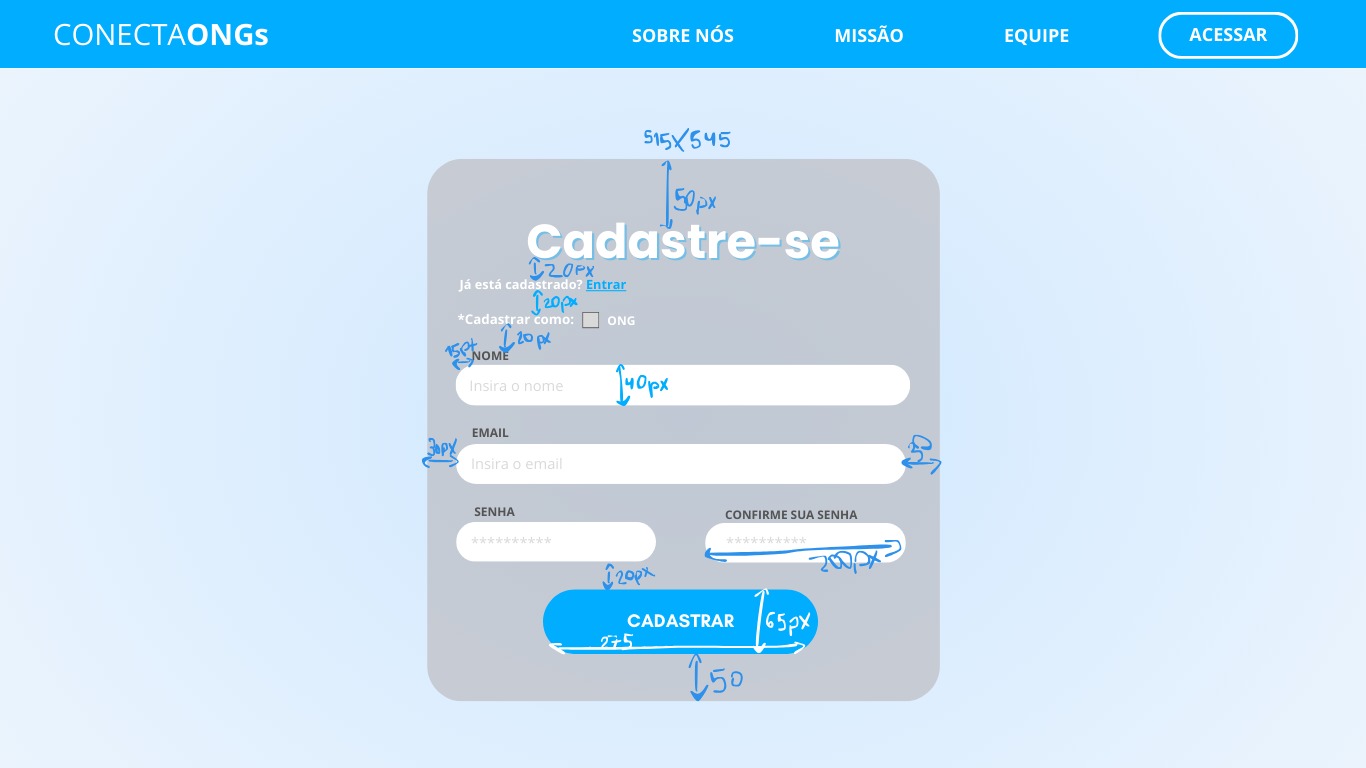 CONECTAONGs SOBRE NÓS MISSÃO EQUIPE ACESSAR
515X545
50px
Cadastre-se
20px
Já está cadastrado? Entrar
20px
*Cadastrar como: ONG
20px
15pt
NOME
Insira o nome
40px
EMAIL
30px
Insira o email
SENHA CONFIRME SUA SENHA
********** **********
200px
20px
CADASTRAR
65px
275
50